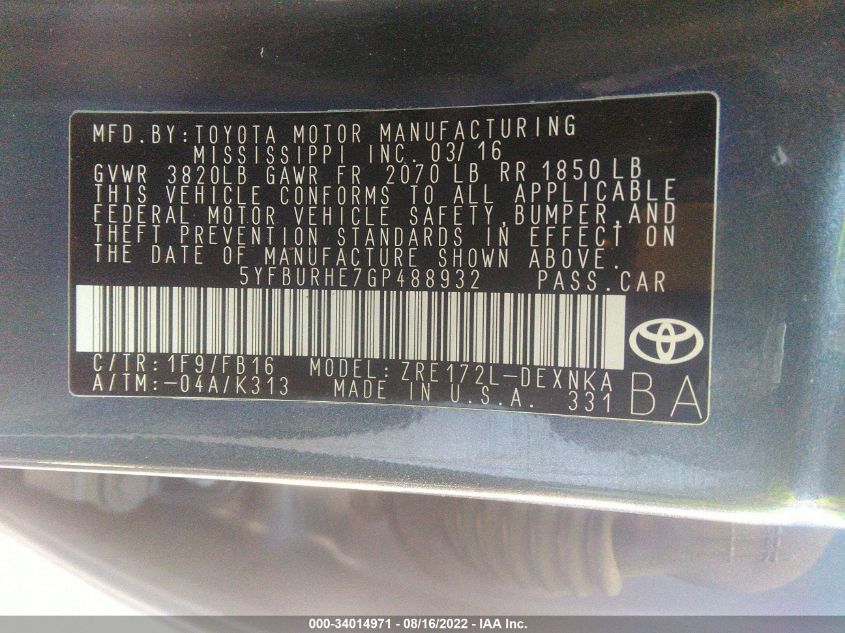 MFD.BY:TOYOTA MOTOR MANUFACTURING
MISSISSIPPI INC. 03/16
GVWR 3820LB GAWR FR 2070 LB RR 1850 LB
THIS VEHICLE CONFORMS TO ALL APPLICABLE
FEDERAL MOTOR VEHICLE SAFETY,BUMPER,AND
THEFT PREVENTION STANDARDS IN EFFECT ON
THE DATE OF MANUFACTURE SHOWN ABOVE.
5YFBURHE7GP488932 PASS.CAR
C/TR:1F9/FB16 MODEL:ZRE172L-DEXNKA
A/TM:-04A/K313 MADE IN U.S.A. 331
BA
000-34014971 - 08/16/2022 - IAA Inc.